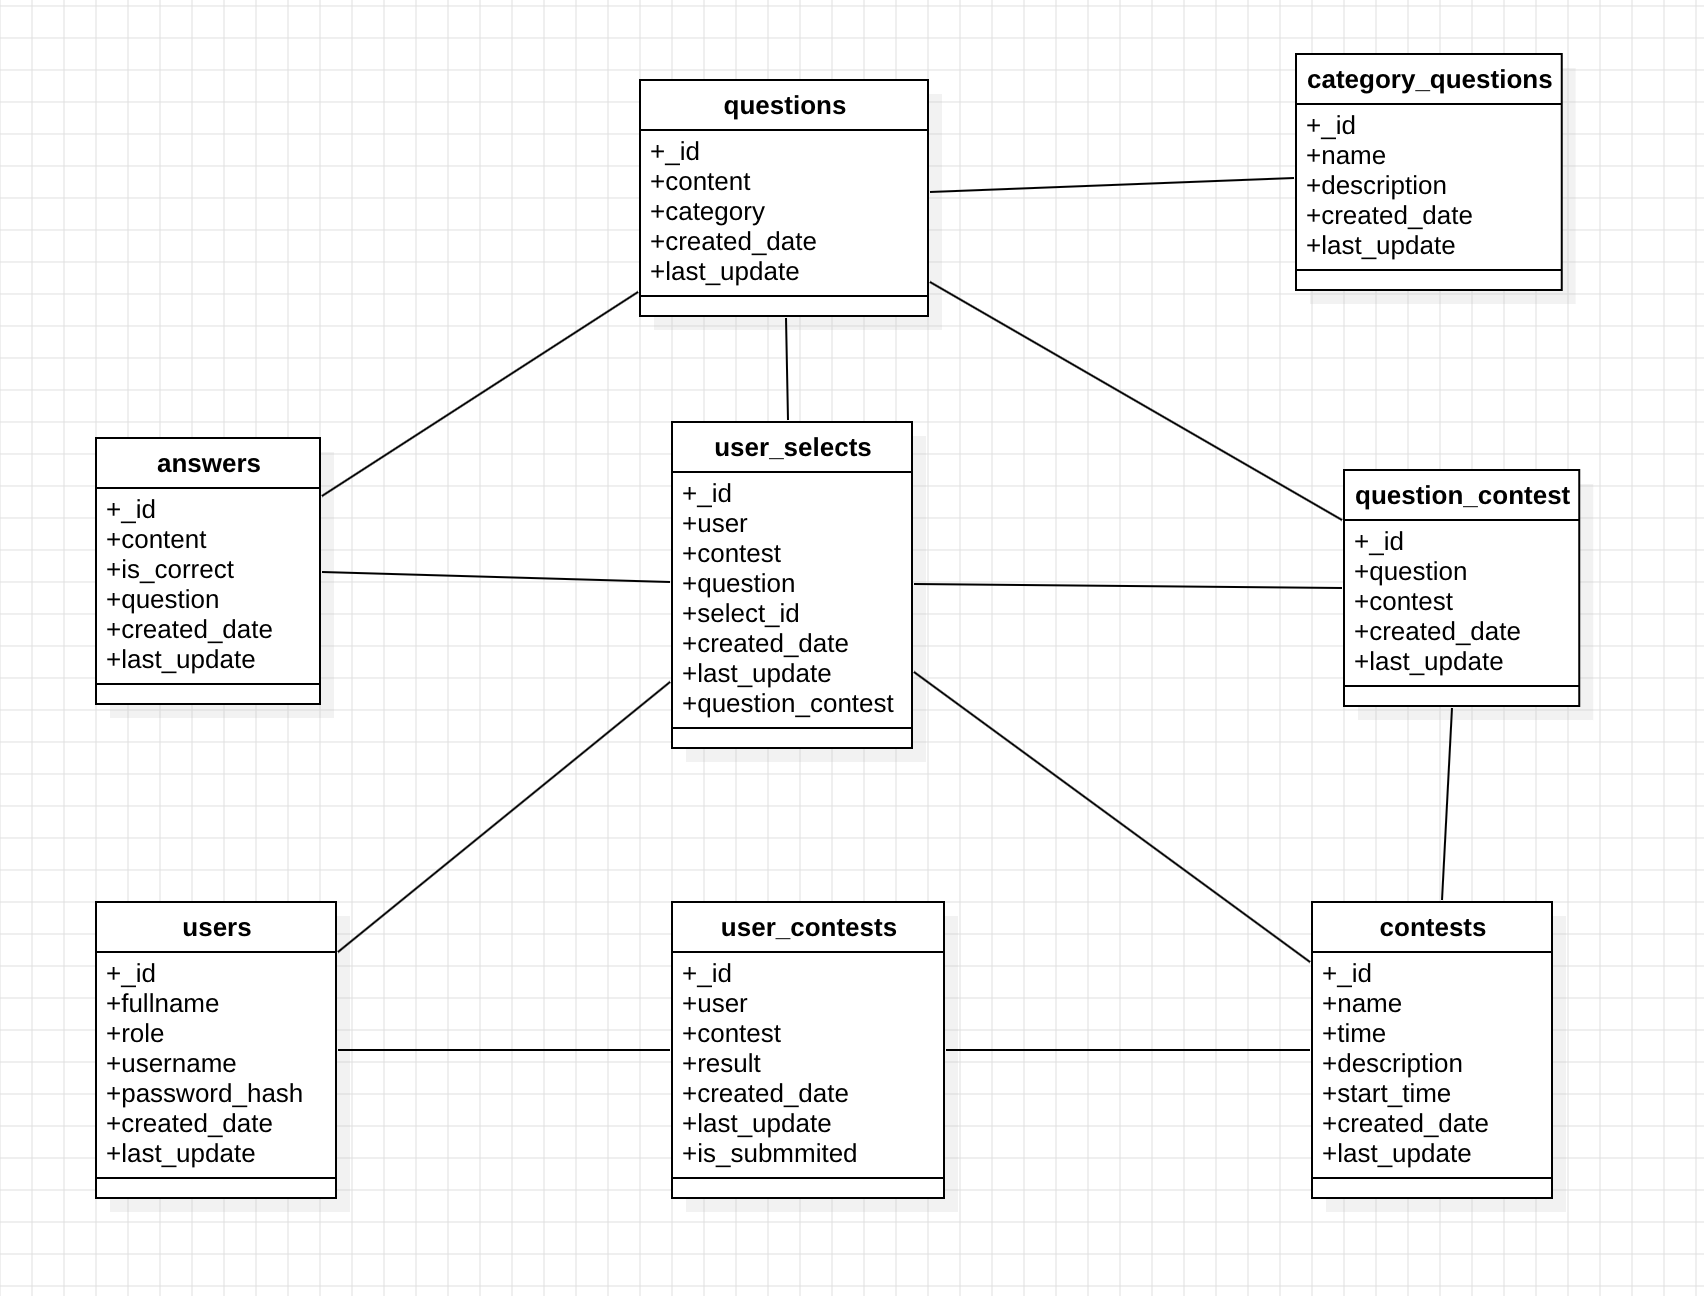 questions
+_id
+content
+category
+created_date
+last_update
category_questions
+_id
+name
+description
+created_date
+last_update
answers
+_id
+content
+is_correct
+question
+created_date
+last_update
user_selects
+_id
+user
+contest
+question
+select_id
+created_date
+last_update
+question_contest
question_contest
+_id
+question
+contest
+created_date
+last_update
users
+_id
+fullname
+role
+username
+password_hash
+created_date
+last_update
user_contests
+_id
+user
+contest
+result
+created_date
+last_update
+is_submmited
contests
+_id
+name
+time
+description
+start_time
+created_date
+last_update